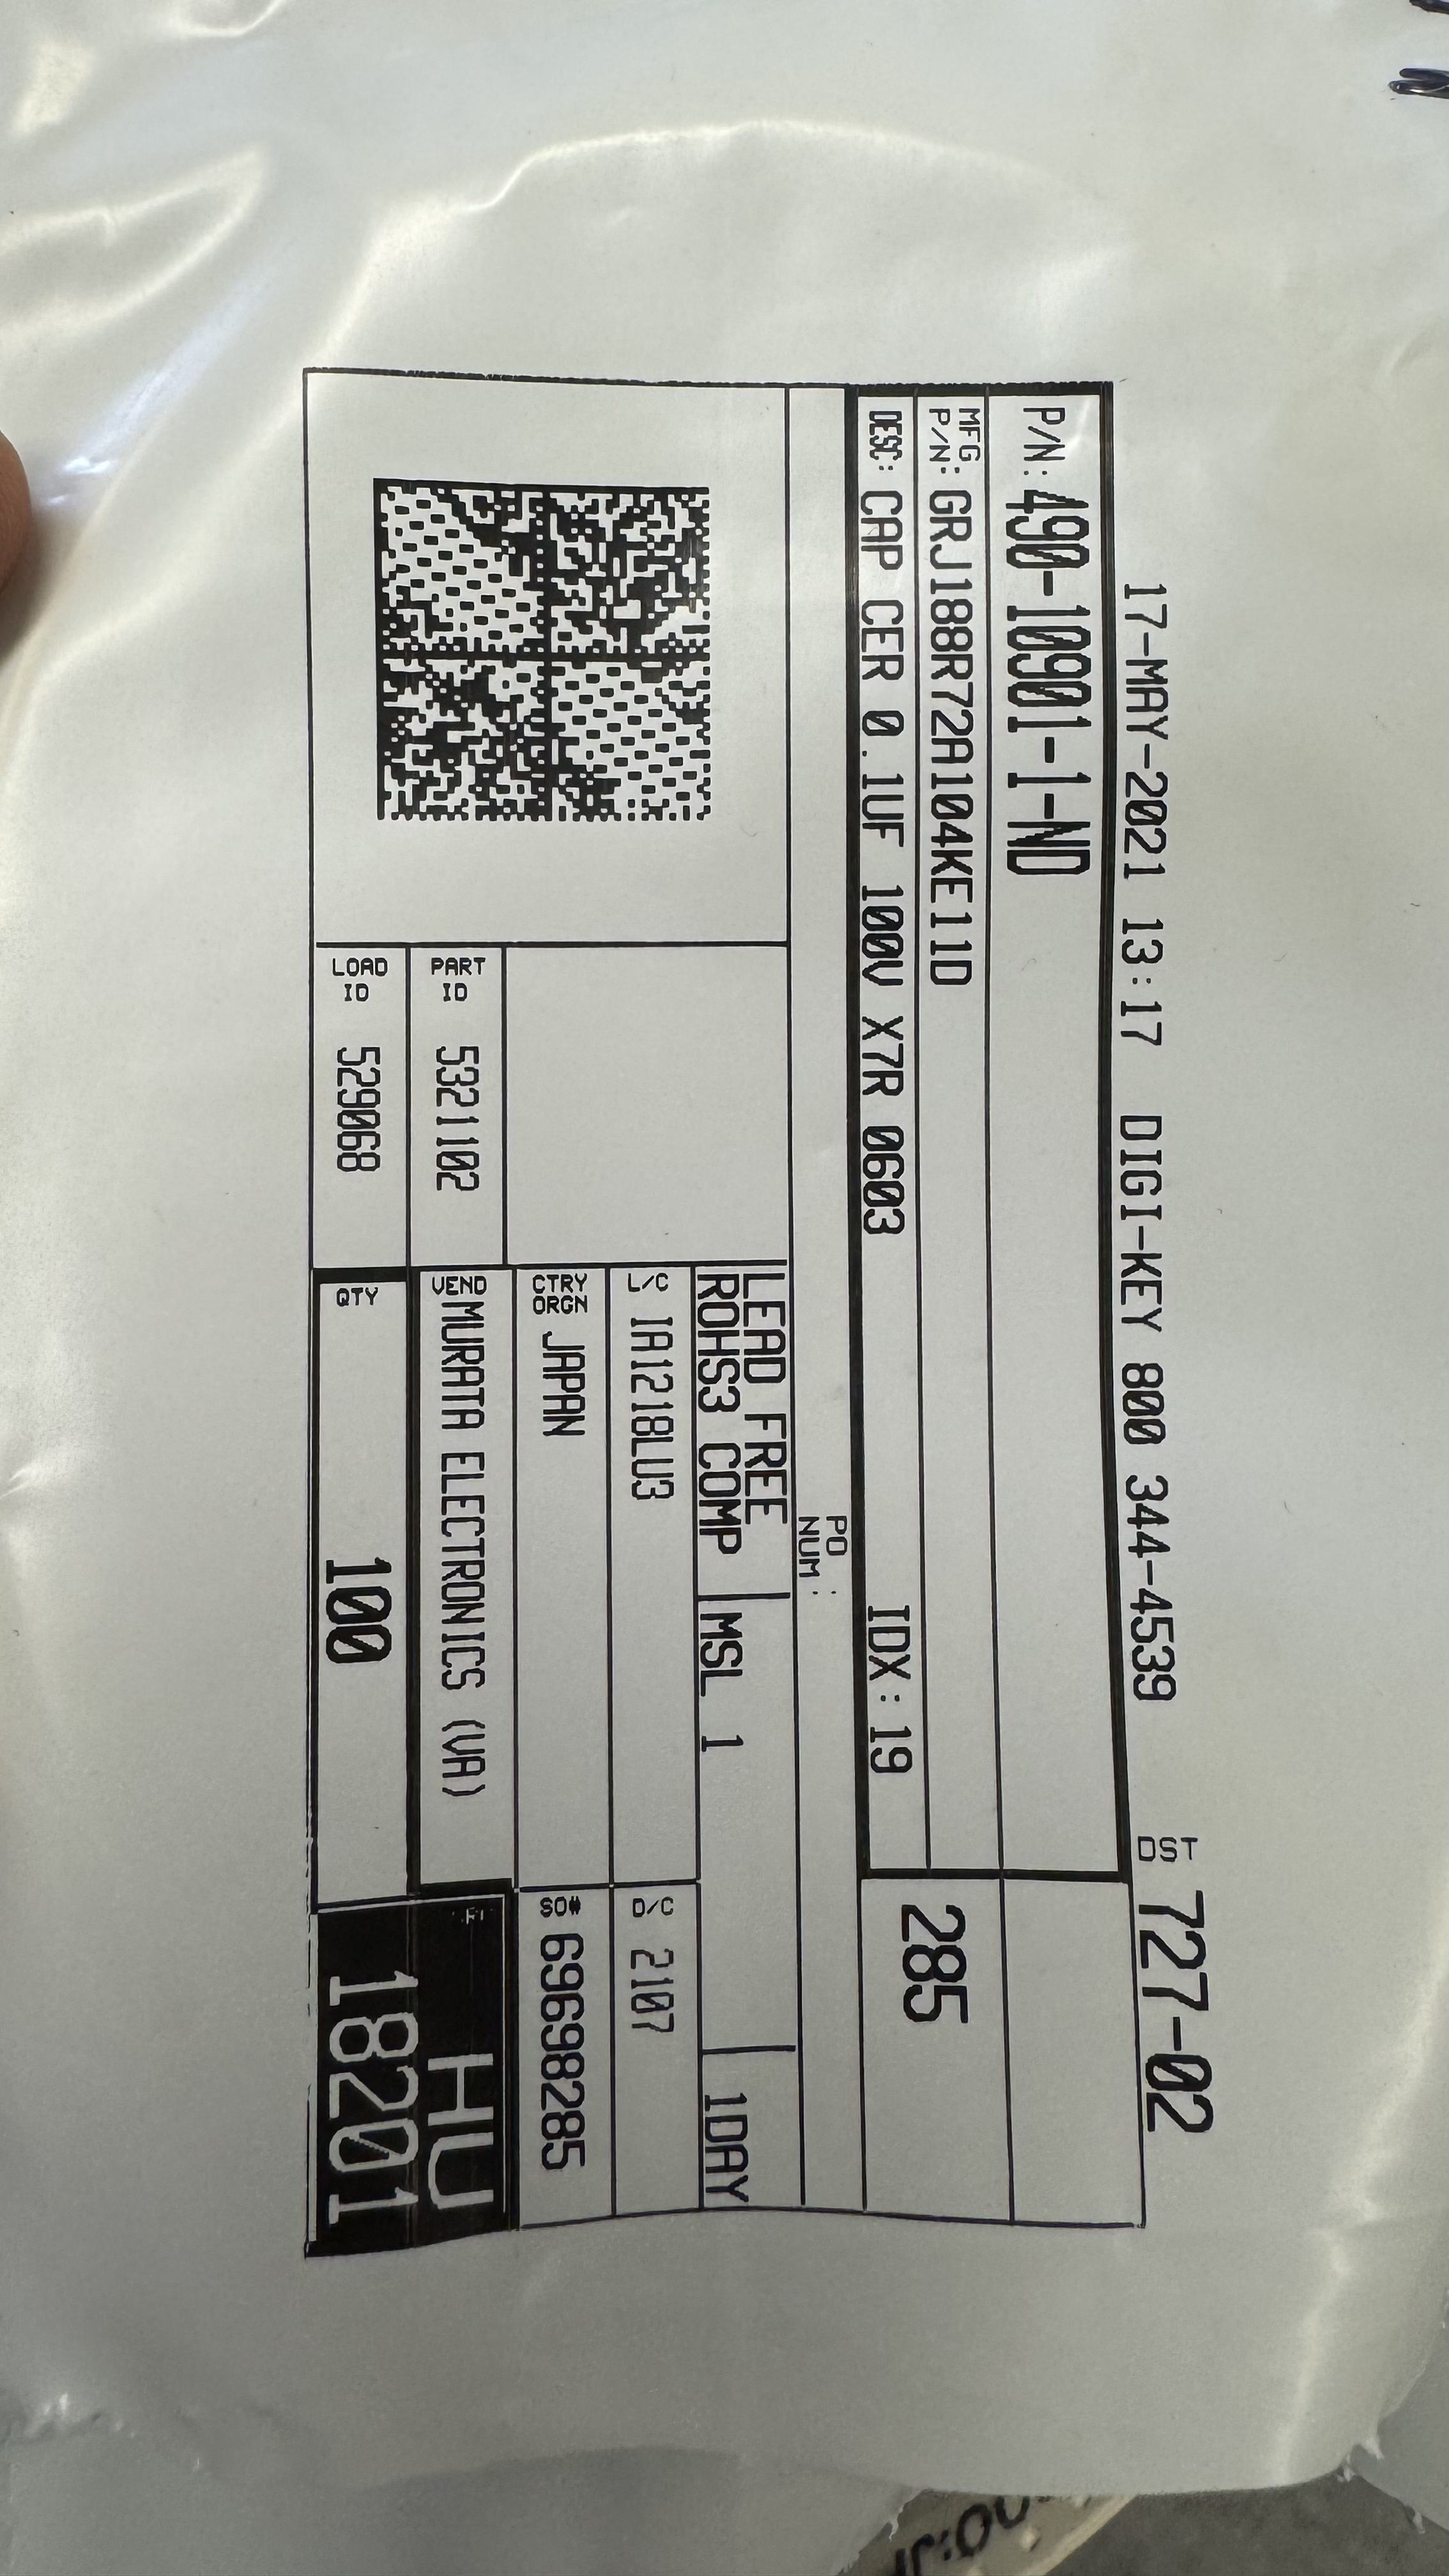 17-MAY-2021 13:17 DIGI-KEY 800 344-4539 DST 727-02
P/N: 490-10901-1-ND
MFG P/N: GRJ188R72A104KE11D
285
DESC: CAP CER 0.1UF 100V X7R 0603 IDX:19
PO NUM:
LEAD FREE
ROHS3 COMP
MSL 1
1DAY
L/C IA1218LU3
D/C 2107
CTRY ORGN JAPAN
SO# 69698285
PART ID 5321102
VEND MURATA ELECTRONICS (VA)
HU
LOAD ID 529068
QTY 100
18201